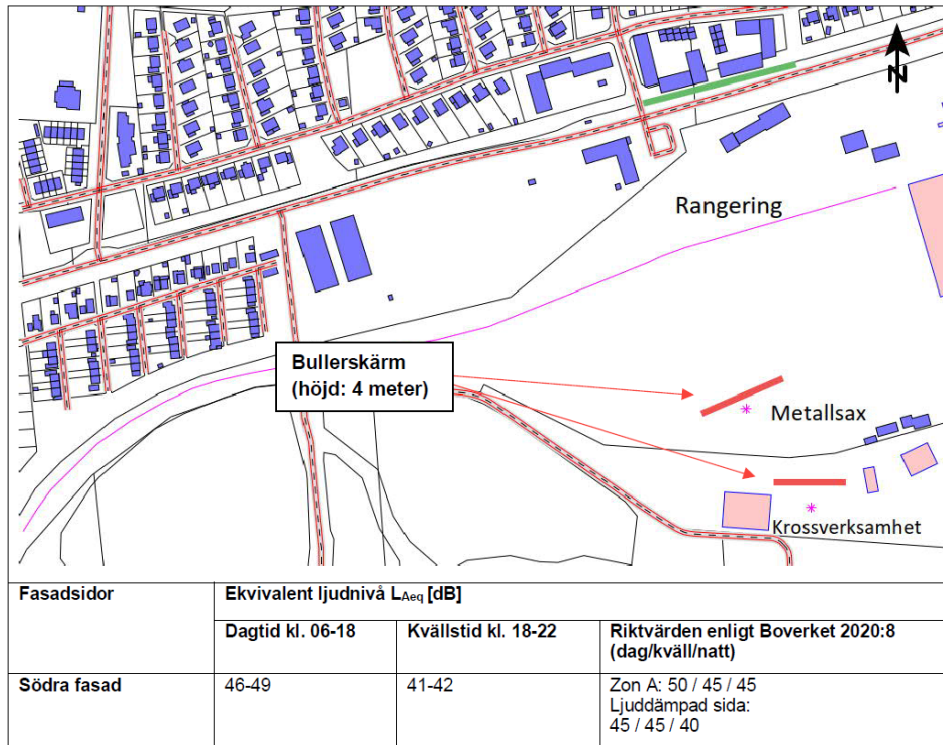 N
Rangering
Bullerskärm
(höjd: 4 meter)
Metallsax
Krossverksamhet
Fasadsidor
Ekvivalent ljudnivå LAeq [dB]
Dagtid kl. 06-18
Kvällstid kl. 18-22
Riktvärden enligt Boverket 2020:8
(dag/kväll/natt)
Södra fasad
46-49
41-42
Zon A: 50 / 45 / 45
Ljuddämpad sida:
45 / 45 / 40